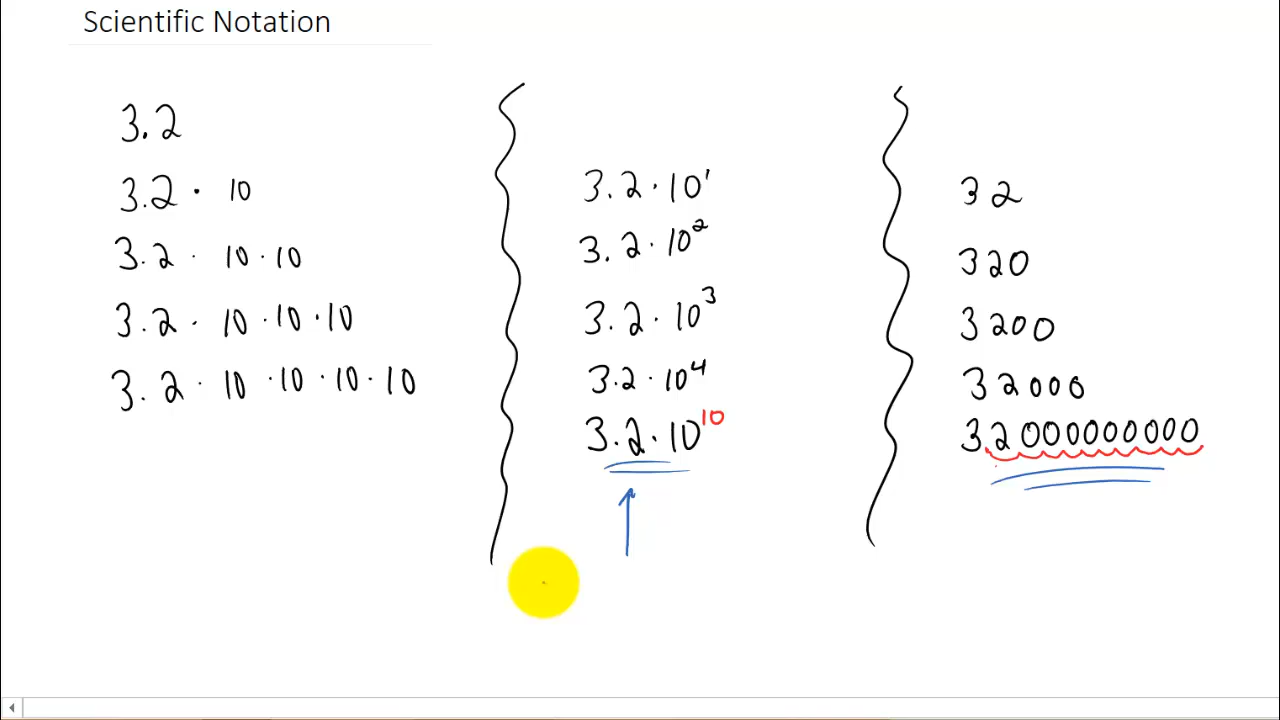 Scientific Notation
3.2
3.2 · 10
3.2 · 10 · 10
3.2 · 10 · 10 · 10
3.2 · 10 · 10 · 10 · 10
3.2 · 10¹
3.2 · 10²
3.2 · 10³
3.2 · 10⁴
3.2 · 10¹⁰
32
320
3200
32000
32000000000